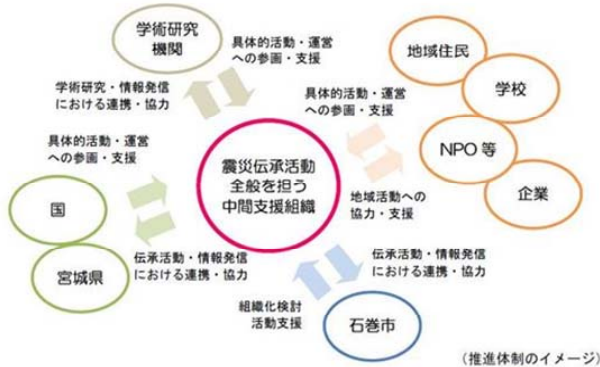 学術研究
機関
具体的活動・運営
への参画・支援
学術研究・情報発信
における連携・協力
地域住民
学校
NPO 等
企業
具体的活動・運営
への参画・支援
地域活動への
協力・支援
震災伝承活動
全般を担う
中間支援組織
具体的活動・運営
への参画・支援
国
宮城県
伝承活動・情報発信
における連携・協力
伝承活動・情報発信
における連携・協力
組織化検討
活動支援
石巻市
(推進体制のイメージ)